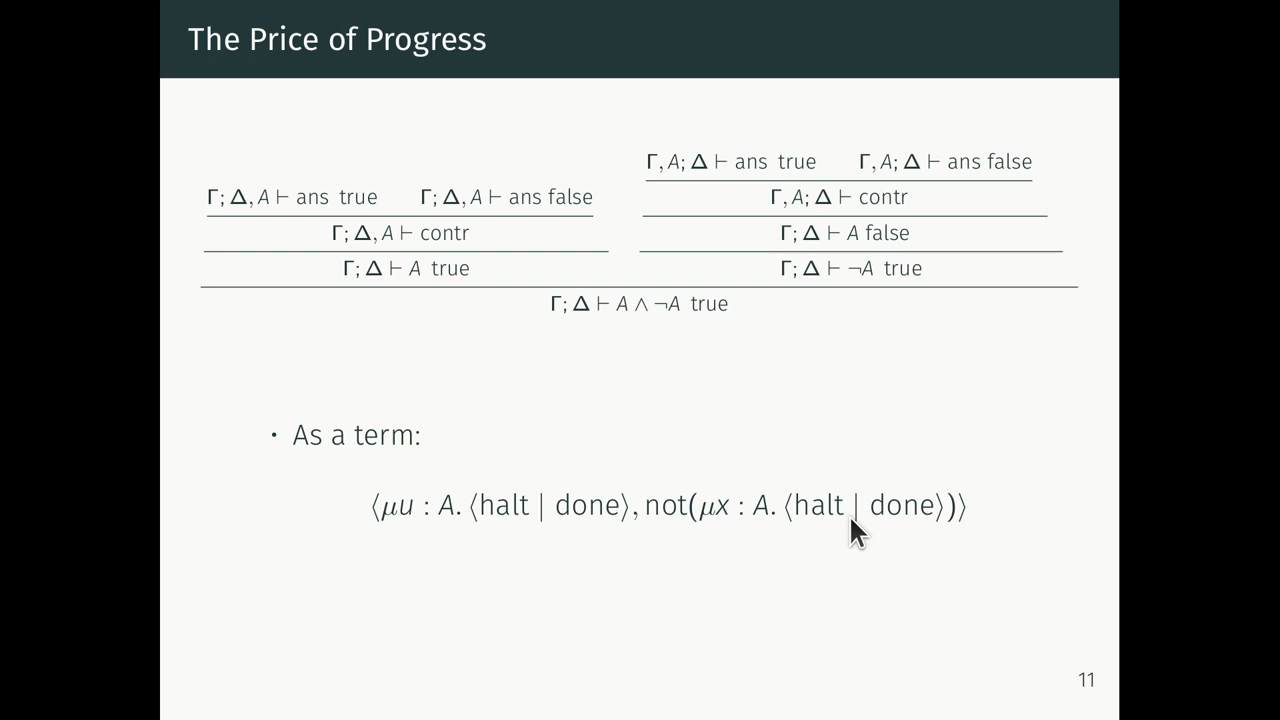 The Price of Progress
Γ, A; Δ ⊢ ans true Γ, A; Δ ⊢ ans false
Γ; Δ, A ⊢ ans true Γ; Δ, A ⊢ ans false Γ, A; Δ ⊢ contr
Γ; Δ, A ⊢ contr Γ; Δ ⊢ A false
Γ; Δ ⊢ A true Γ; Δ ⊢ ¬A true
Γ; Δ ⊢ A ∧ ¬A true
• As a term:
⟨μu : A. ⟨halt | done⟩, not(μx : A. ⟨halt | done⟩)⟩
11